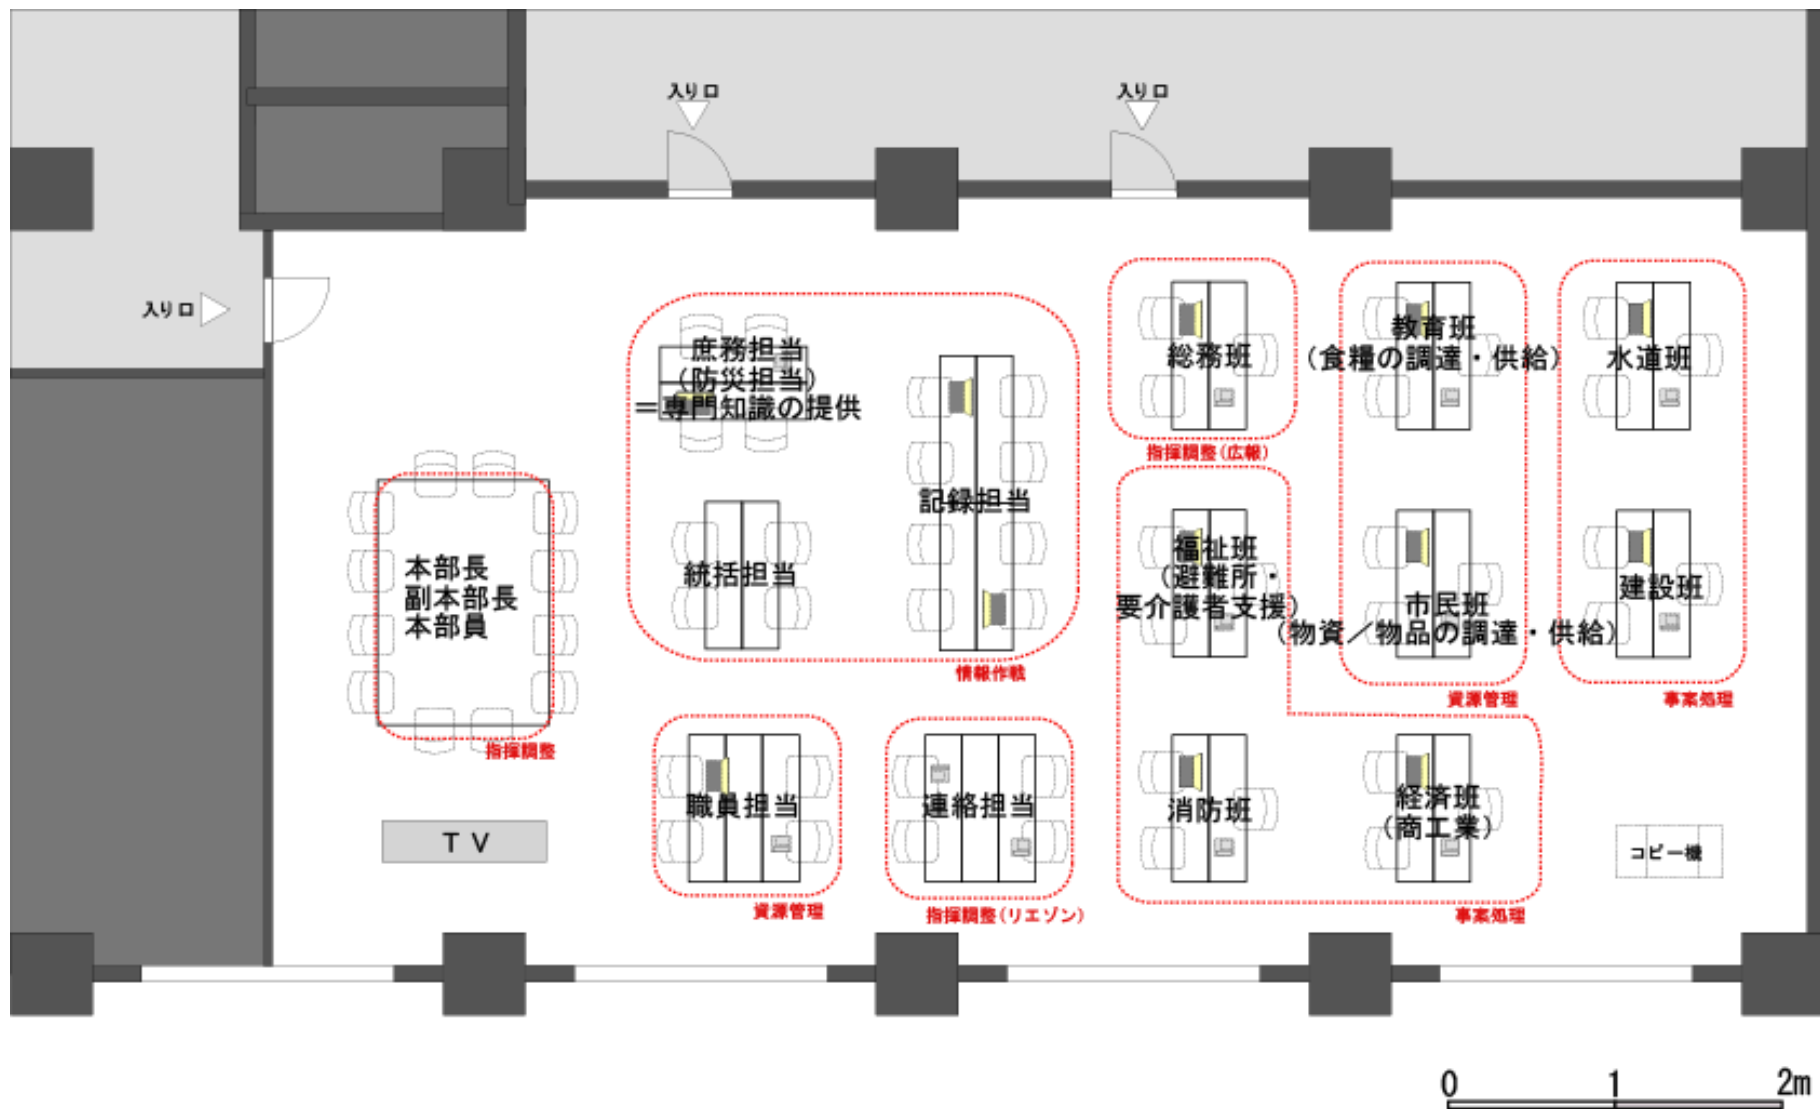 入り口
入り口
入り口
庶務担当
(防災担当)
＝専門知識の提供
記録担当
統括担当
情報作戦
本部長
副本部長
本部員
指揮調整
TV
職員担当
資源管理
連絡担当
指揮調整(リエゾン)
総務班
指揮調整(広報)
教育班
(食糧の調達・供給)
水道班
福祉班
(避難所・
要介護者支援)
市民班
(物資／物品の調達・供給)
資源管理
建設班
事案処理
消防班
経済班
(商工業)
事案処理
コピー機
0 1 2m